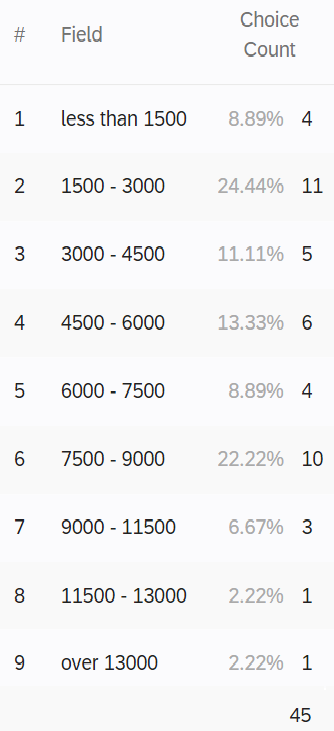 # Field Choice Count
1 less than 1500 8.89% 4
2 1500 - 3000 24.44% 11
3 3000 - 4500 11.11% 5
4 4500 - 6000 13.33% 6
5 6000 - 7500 8.89% 4
6 7500 - 9000 22.22% 10
7 9000 - 11500 6.67% 3
8 11500 - 13000 2.22% 1
9 over 13000 2.22% 1
45